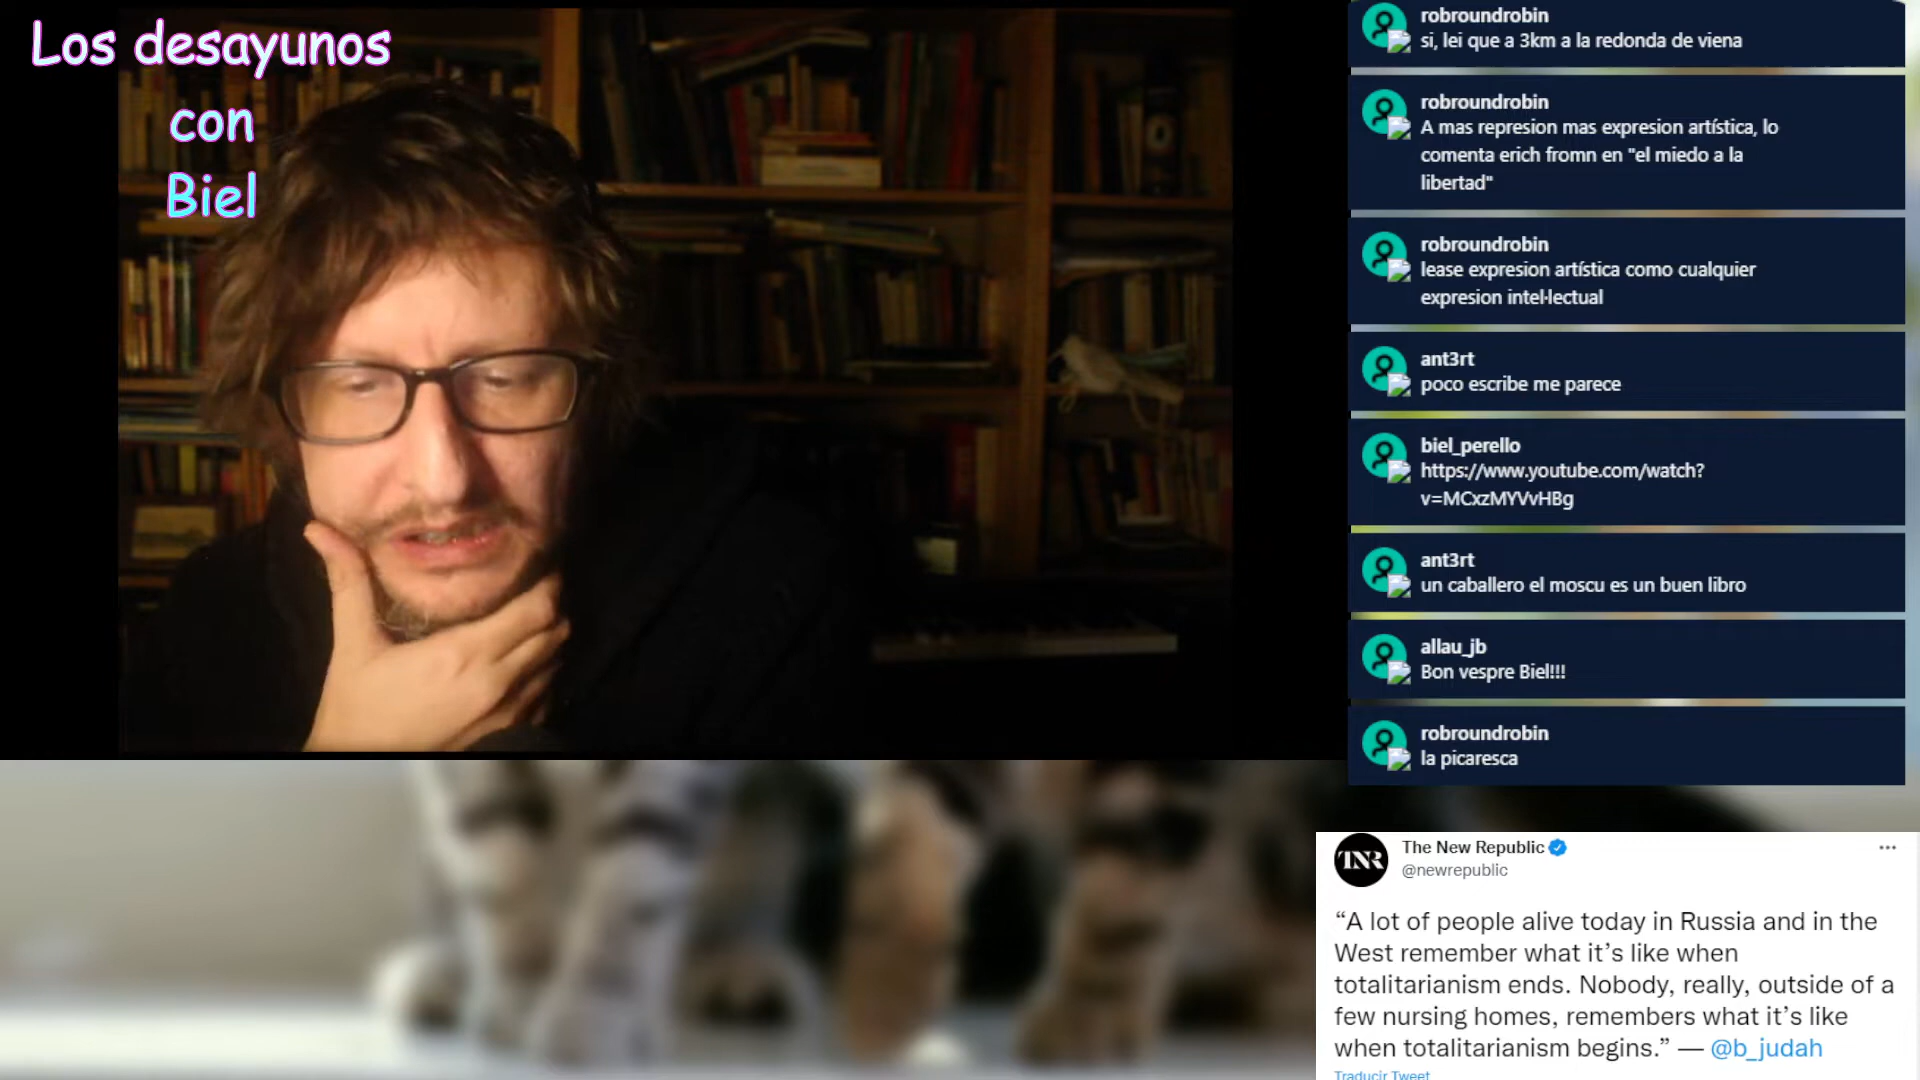 Los desayunos
con
Biel
robroundrobin
si, lei que a 3km a la redonda de viena
robroundrobin
A mas represion mas expresion artística, lo
comenta erich fromn en "el miedo a la
libertad"
robroundrobin
lease expresion artística como cualquier
expresion intel·lectual
ant3rt
poco escribe me parece
biel_perello
https://www.youtube.com/watch?
v=MCxzMYVvHBg
ant3rt
un caballero el moscu es un buen libro
allau_jb
Bon vespre Biel!!!
robroundrobin
la picaresca
TNR
The New Republic
@newrepublic
“A lot of people alive today in Russia and in the
West remember what it’s like when
totalitarianism ends. Nobody, really, outside of a
few nursing homes, remembers what it’s like
when totalitarianism begins.” — @b_judah
Traducir Tweet